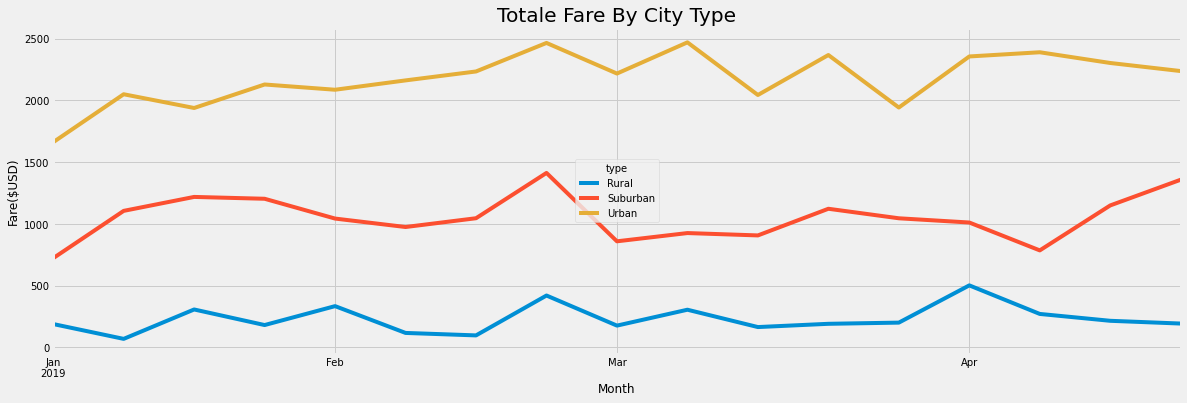 Totale Fare By City Type
Fare($USD)
2500
2000
1500
1000
500
0
type
Rural
Suburban
Urban
Jan
2019
Feb
Mar
Apr
Month